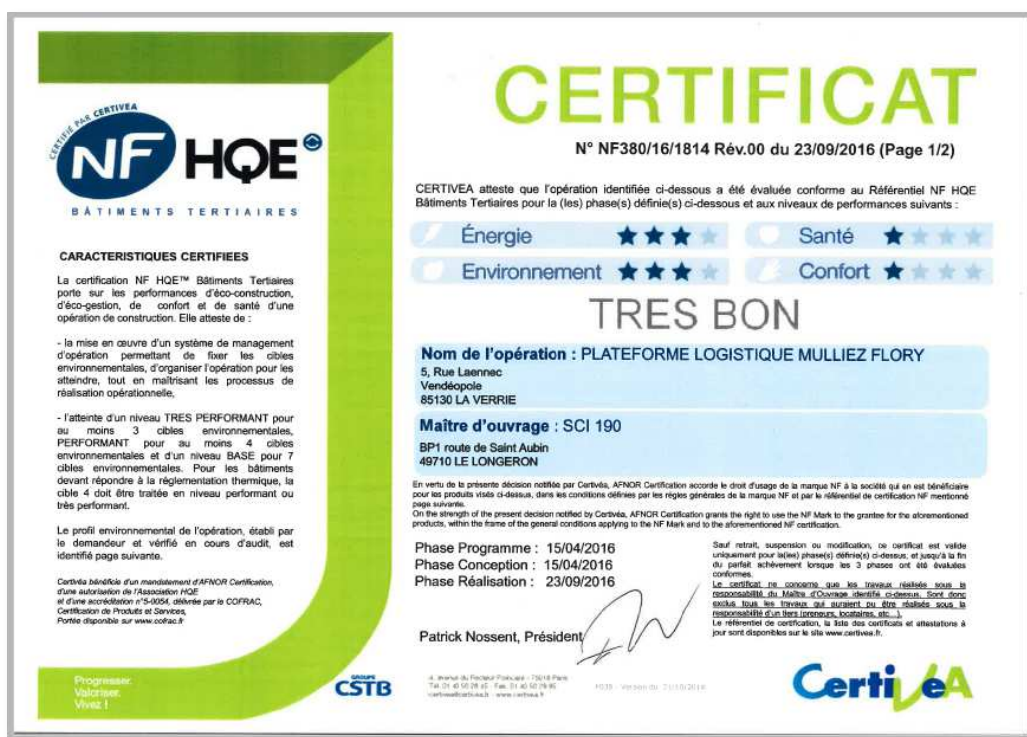 CERTIFIÉ PAR CERTIVEA
NF HQE
BÂTIMENTS TERTIAIRES
CARACTERISTIQUES CERTIFIEES
La certification NF HQE™ Bâtiments Tertiaires
porte sur les performances d'éco-construction,
d'éco-gestion, de confort et de santé d'une
opération de construction. Elle atteste de :
- la mise en œuvre d'un système de management
d'opération permettant de fixer les cibles
environnementales, d'organiser l'opération pour les
atteindre, tout en maîtrisant les processus de
réalisation opérationnelle,
- l'atteinte d'un niveau TRES PERFORMANT pour
au moins 3 cibles environnementales,
PERFORMANT pour au moins 4 cibles
environnementales et d'un niveau BASE pour 7
cibles environnementales. Pour les bâtiments
devant répondre à la réglementation thermique, la
cible 4 doit être traitée en niveau performant ou
très performant.
Le profil environnemental de l'opération, établi par
le demandeur et vérifié en cours d'audit, est
identifié page suivante.
Certivéa bénéficie d'un mandatement d'AFNOR Certification,
d'une autorisation de l'Association HQE
et d'une accréditation n°5-0054, délivrée par le COFRAC,
Certification de Produits et Services,
Portée disponible sur www.cofrac.fr
Progresser.
Valoriser.
Vivez !
CERTIFICAT
N° NF380/16/1814 Rév.00 du 23/09/2016 (Page 1/2)
CERTIVEA atteste que l'opération identifiée ci-dessous a été évaluée conforme au Référentiel NF HQE
Bâtiments Tertiaires pour la (les) phase(s) définie(s) ci-dessous et aux niveaux de performances suivants :
Énergie Santé
Environnement Confort
TRES BON
Nom de l'opération : PLATEFORME LOGISTIQUE MULLIEZ FLORY
5, Rue Laennec
Vendéopole
85130 LA VERRIE
Maître d'ouvrage : SCI 190
BP1 route de Saint Aubin
49710 LE LONGERON
En vertu de la présente décision notifiée par Certivéa, AFNOR Certification accorde le droit d'usage de la marque NF à la société qui en est bénéficiaire
pour les produits visés ci-dessus, dans les conditions définies par les règles générales de la marque NF et par le référentiel de certification NF mentionné
page suivante.
On the strength of the present decision notified by Certivéa, AFNOR Certification grants the right to use the NF Mark to the grantee for the aforementioned
products, within the frame of the general conditions applying to the NF Mark and to the aforementioned NF certification.
Phase Programme : 15/04/2016
Phase Conception : 15/04/2016
Phase Réalisation : 23/09/2016
Patrick Nossent, Président
Sauf retrait, suspension ou modification, ce certificat est valide
uniquement pour la(les) phase(s) définie(s) ci-dessus, et jusqu'à la fin
du parfait achèvement lorsque les 3 phases ont été évaluées
conformes.
Le certificat ne concerne que les travaux réalisés sous la
responsabilité du Maître d'Ouvrage identifié ci-dessus. Sont donc
exclus tous les travaux qui auraient pu être réalisés sous la
responsabilité d'un tiers (preneurs, locataires, etc...).
Le référentiel de certification, la liste des certificats et attestations à
jour sont disponibles sur le site www.certivea.fr.
GROUPE
CSTB
4, avenue du Recteur Poincaré - 75016 Paris
certivea@certivea.fr - www.certivea.fr
CertivéA